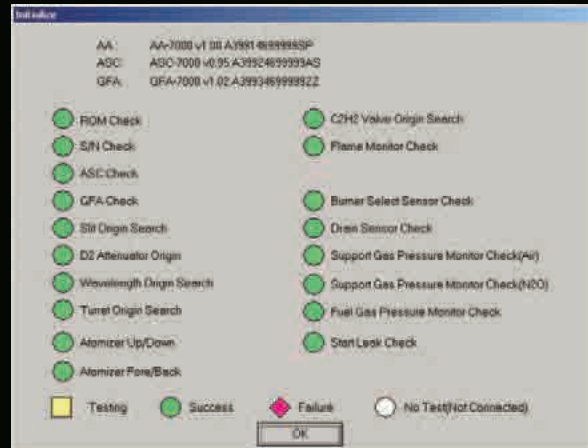 Initialize
AA: AA-7000 v1.00 A39914699999SP
ASC: ASC-7000 v0.95 A39924699999AS
GFA: GFA-7000 v1.02 A39934699999ZZ
ROM Check
S/N Check
ASC Check
GFA Check
Slit Origin Search
D2 Attenuator Origin
Wavelength Origin Search
Turret Origin Search
Atomizer Up/Down
Atomizer Fore/Back
C2H2 Valve Origin Search
Flame Monitor Check
Burner Select Sensor Check
Drain Sensor Check
Support Gas Pressure Monitor Check(Air)
Support Gas Pressure Monitor Check(N2O)
Fuel Gas Pressure Monitor Check
Start Leak Check
Testing Success Failure No Test(Not Connected)
OK